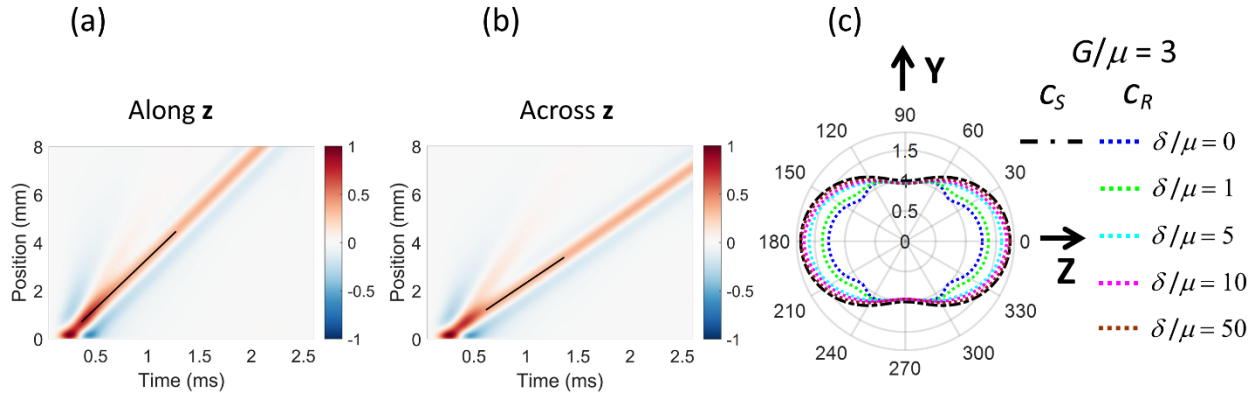 (a)
Along z
Position (mm)
8
6
4
2
0
0.5 1 1.5 2 2.5
Time (ms)
1
0.5
0
-0.5
-1
(b)
Across z
Position (mm)
8
6
4
2
0
0.5 1 1.5 2 2.5
Time (ms)
1
0.5
0
-0.5
-1
(c)
Y
90
120 60
150 30
180 0
210 330
240 300
270
1.5
1
0.5
0
Z
G/μ = 3
c_S c_R
δ/μ = 0
δ/μ = 1
δ/μ = 5
δ/μ = 10
δ/μ = 50